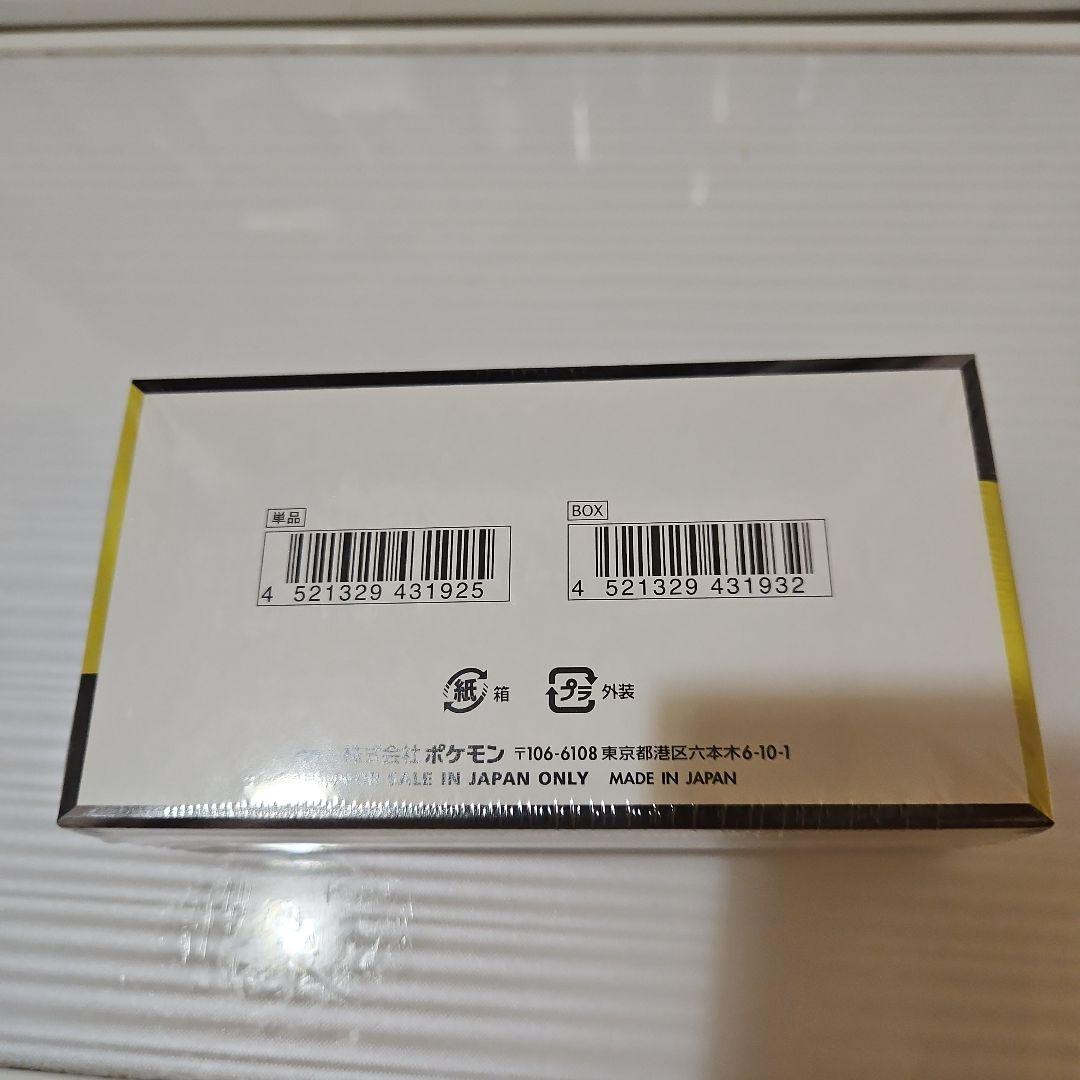 単品
4 521329 431925
BOX
4 521329 431932
紙 箱
プラ 外装
株式会社 ポケモン 〒106-6108 東京都港区六本木6-10-1
FOR SALE IN JAPAN ONLY MADE IN JAPAN